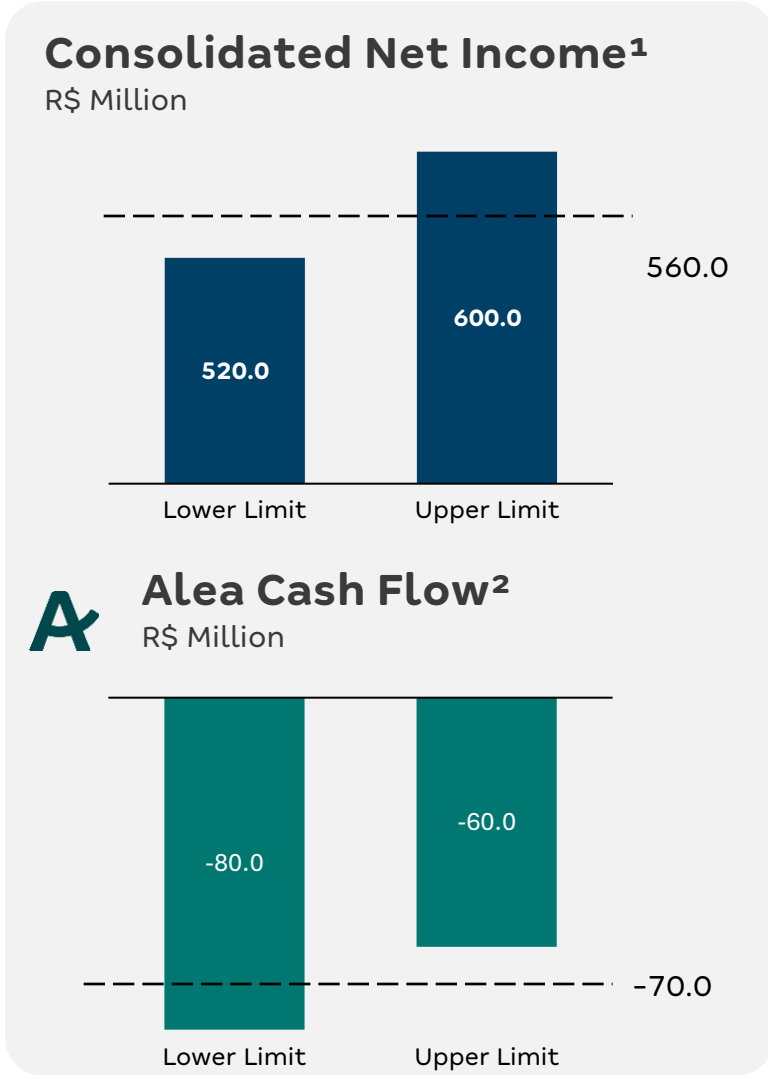 Consolidated Net Income¹
R$ Million
560.0
600.0
520.0
Lower Limit Upper Limit
Alea Cash Flow²
R$ Million
-60.0
-80.0
-70.0
Lower Limit Upper Limit